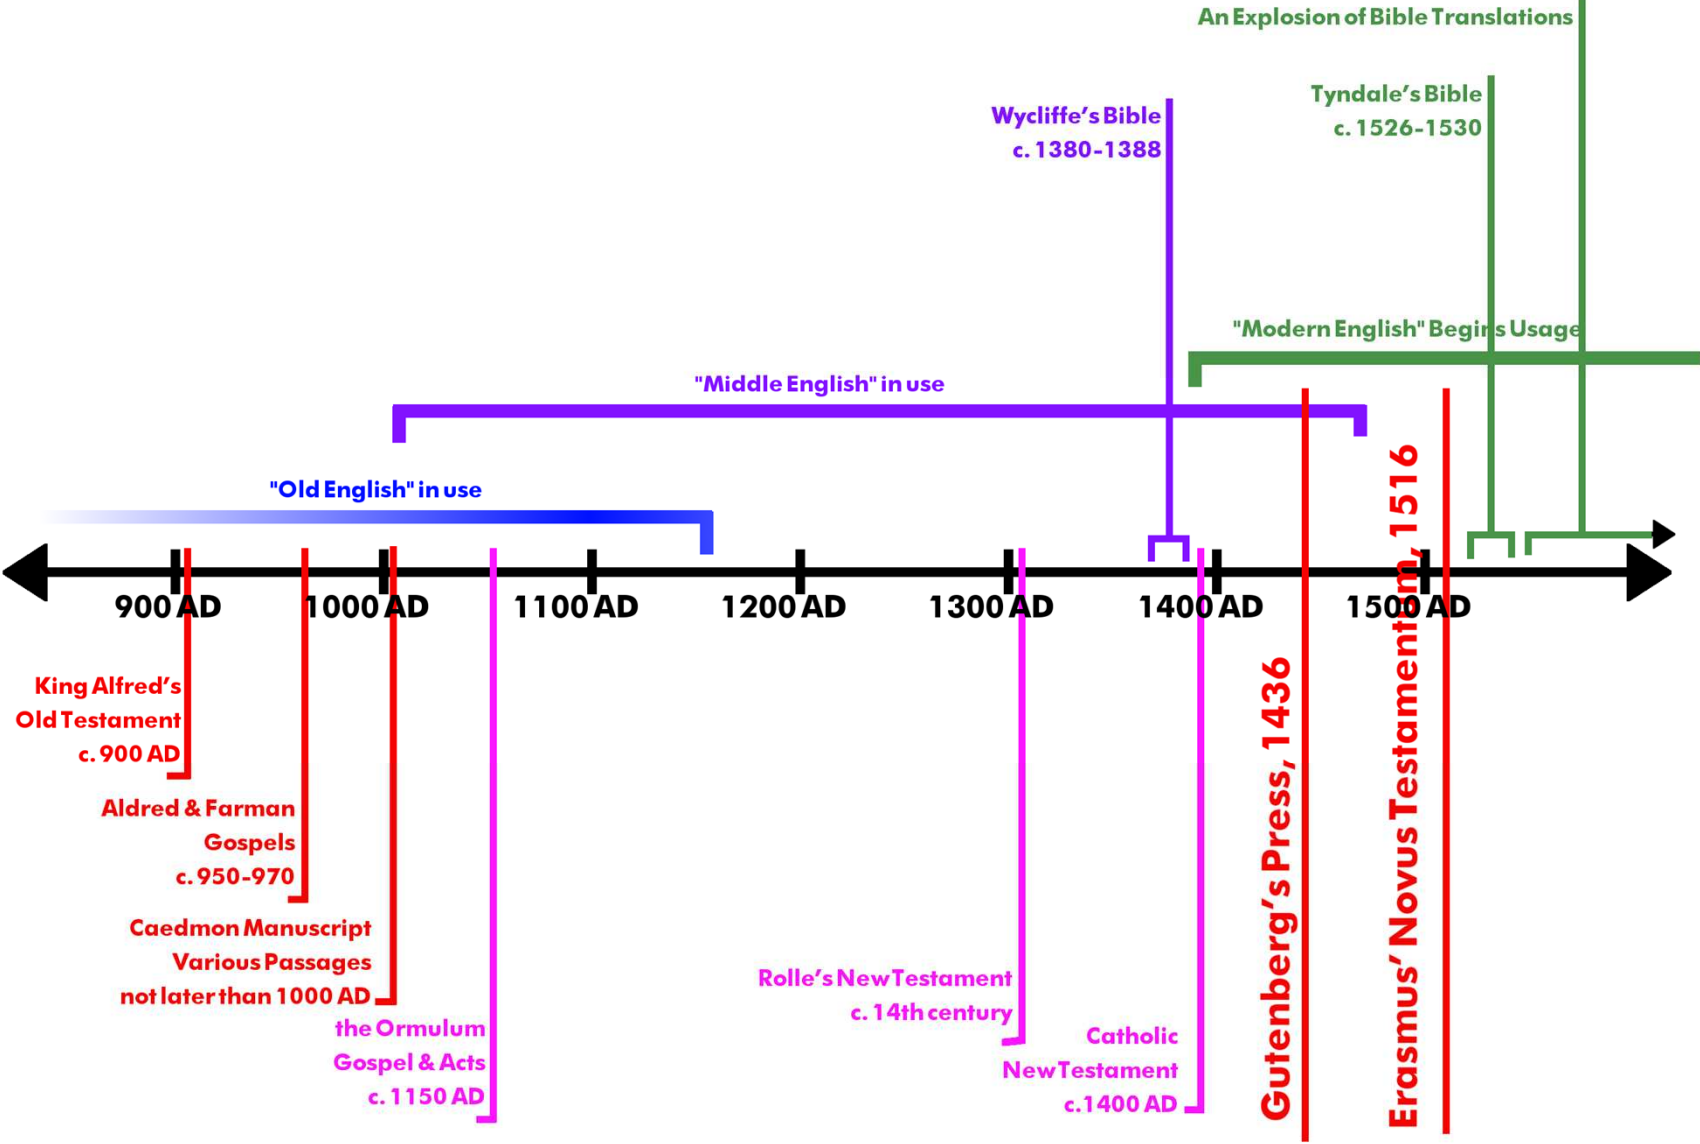 An Explosion of Bible Translations
Tyndale's Bible
c. 1526-1530
Wycliffe's Bible
c. 1380-1388
"Modern English" Begins Usage
"Middle English" in use
"Old English" in use
900 AD
1000 AD
1100 AD
1200 AD
1300 AD
1400 AD
1500 AD
King Alfred's
Old Testament
c. 900 AD
Aldred & Farman
Gospels
c. 950-970
Caedmon Manuscript
Various Passages
not later than 1000 AD
the Ormulum
Gospel & Acts
c. 1150 AD
Rolle's New Testament
c. 14th century
Catholic
New Testament
c.1400 AD
Gutenberg's Press, 1436
Erasmus' Novus Testamentum, 1516